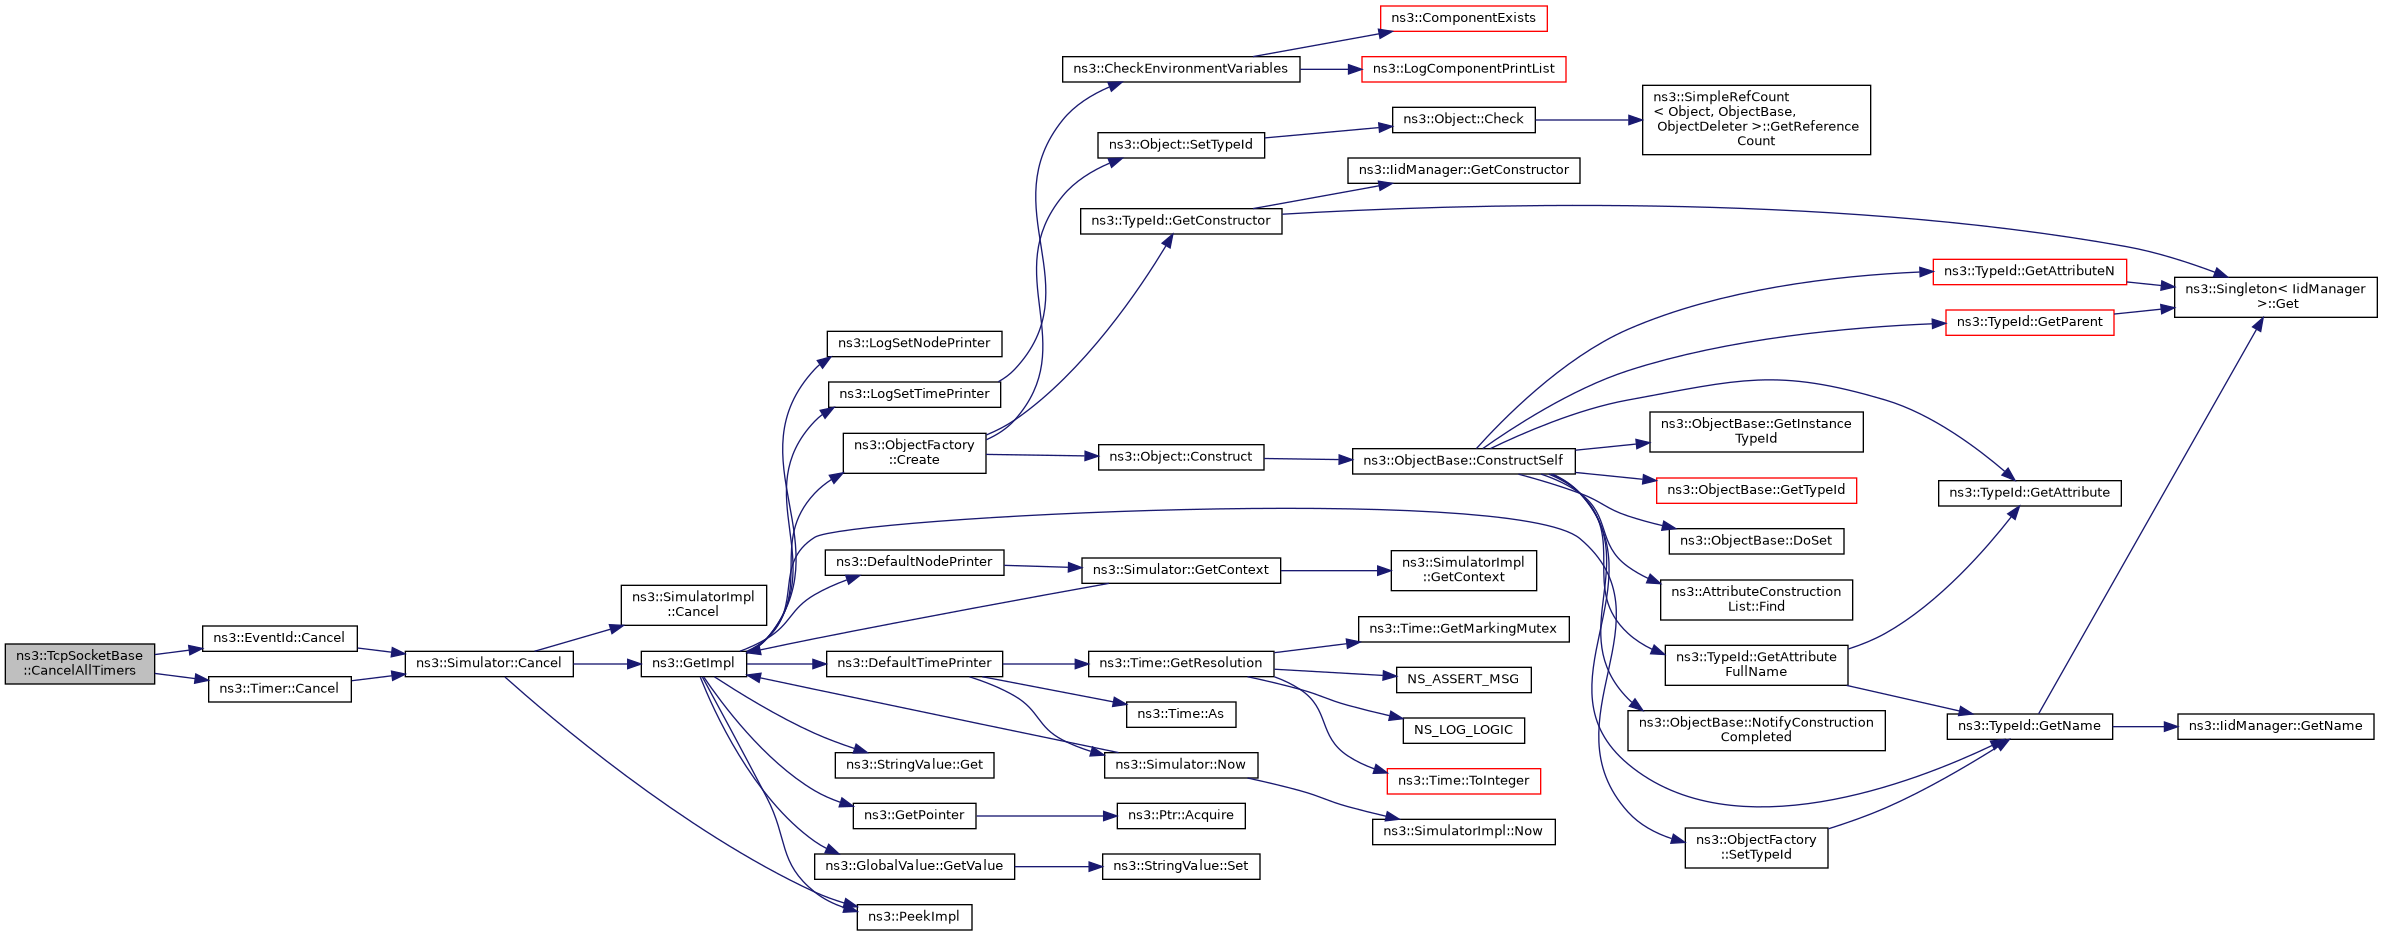 ns3::TcpSocketBase
::CancelAllTimers
ns3::EventId::Cancel
ns3::Timer::Cancel
ns3::Simulator::Cancel
ns3::SimulatorImpl
::Cancel
ns3::GetImpl
ns3::LogSetNodePrinter
ns3::LogSetTimePrinter
ns3::ObjectFactory
::Create
ns3::DefaultNodePrinter
ns3::DefaultTimePrinter
ns3::StringValue::Get
ns3::GetPointer
ns3::GlobalValue::GetValue
ns3::PeekImpl
ns3::CheckEnvironmentVariables
ns3::Object::SetTypeId
ns3::TypeId::GetConstructor
ns3::Object::Construct
ns3::Simulator::GetContext
ns3::Time::GetResolution
ns3::Time::As
ns3::Simulator::Now
ns3::Ptr::Acquire
ns3::StringValue::Set
ns3::ComponentExists
ns3::LogComponentPrintList
ns3::Object::Check
ns3::IidManager::GetConstructor
ns3::ObjectBase::ConstructSelf
ns3::SimulatorImpl
::GetContext
ns3::Time::GetMarkingMutex
NS_ASSERT_MSG
NS_LOG_LOGIC
ns3::Time::ToInteger
ns3::SimulatorImpl::Now
ns3::SimpleRefCount
< Object, ObjectBase,
ObjectDeleter >::GetReference
Count
ns3::ObjectBase::GetInstance
TypeId
ns3::ObjectBase::GetTypeId
ns3::ObjectBase::DoSet
ns3::AttributeConstruction
List::Find
ns3::TypeId::GetAttribute
FullName
ns3::ObjectBase::NotifyConstruction
Completed
ns3::ObjectFactory
::SetTypeId
ns3::TypeId::GetAttributeN
ns3::TypeId::GetParent
ns3::TypeId::GetAttribute
ns3::TypeId::GetName
ns3::Singleton< IidManager
>::Get
ns3::IidManager::GetName